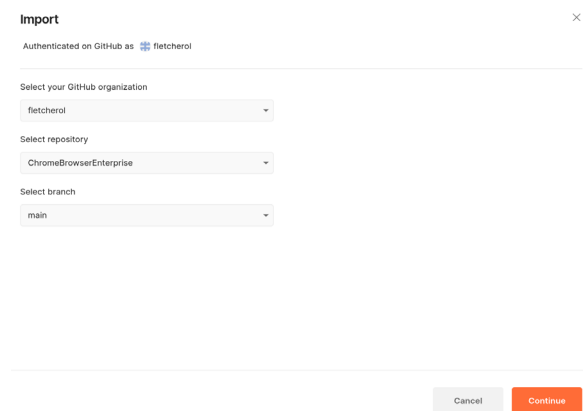 Import
Authenticated on GitHub as fletcherol
Select your GitHub organization
fletcherol
Select repository
ChromeBrowserEnterprise
Select branch
main
Cancel
Continue